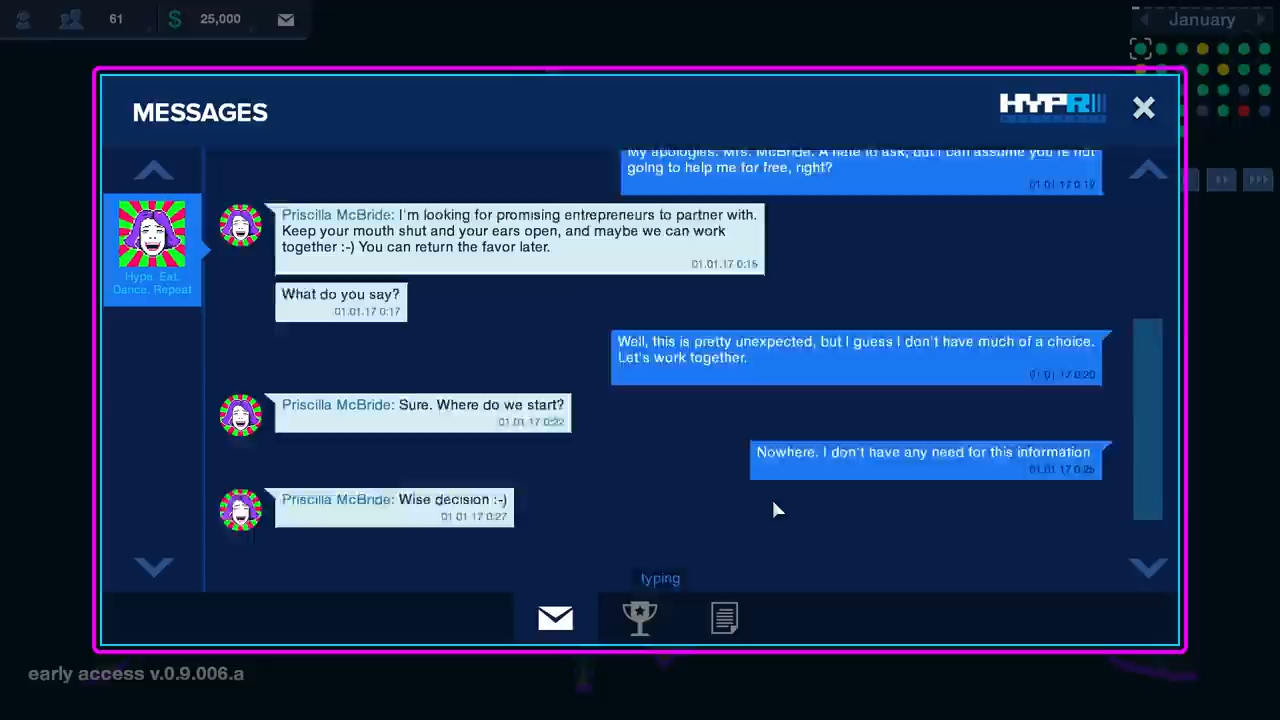 61
$ 25,000
January
MESSAGES
HYPR
My apologies. Mrs. McBride. A hate to ask, but I can assume you is not
going to help me for free, right?
01.01.17 0:19
Priscilla McBride: I'm looking for promising entrepreneurs to partner with.
Keep your mouth shut and your ears open, and maybe we can work
together :-) You can return the favor later.
01.01.17 0:15
What do you say?
01.01.17 0:17
Hype. Eat.
Dance. Repeat
Well, this is pretty unexpected, but I guess I don't have much of a choice.
Let's work together.
01.01.17 0:20
Priscilla McBride: Sure. Where do we start?
01.01.17 0:22
Nowhere. I don't have any need for this information
01.01.17 0:25
Priscilla McBride: Wise decision :-)
01.01.17 0:27
typing
early access v.0.9.006.a